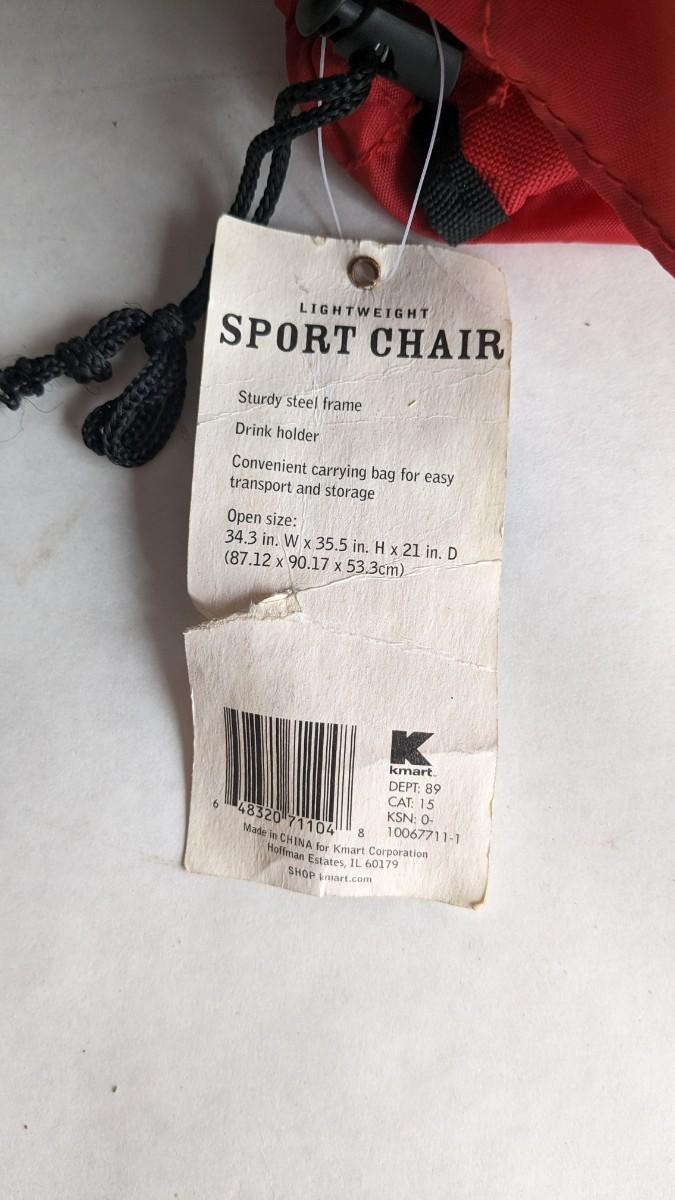 LIGHTWEIGHT
SPORT CHAIR
Sturdy steel frame
Drink holder
Convenient carrying bag for easy
transport and storage
Open size:
34.3 in. W x 35.5 in. H x 21 in. D
(87.12 x 90.17 x 53.3cm)
K
kmart™
DEPT: 89
CAT: 15
KSN: 0-
10067711-1
6 48320 71104 8
Made in CHINA for Kmart Corporation
Hoffman Estates, IL 60179
SHOP kmart.com